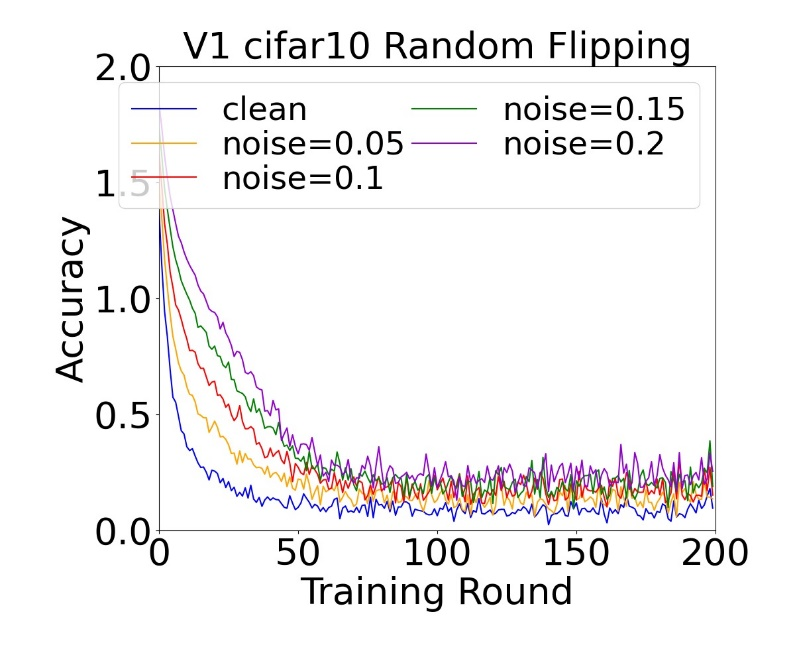 V1 cifar10 Random Flipping
2.0
clean noise=0.15
noise=0.05 noise=0.2
1.5 noise=0.1
Accuracy
1.0
0.5
0.0
0 50 100 150 200
Training Round